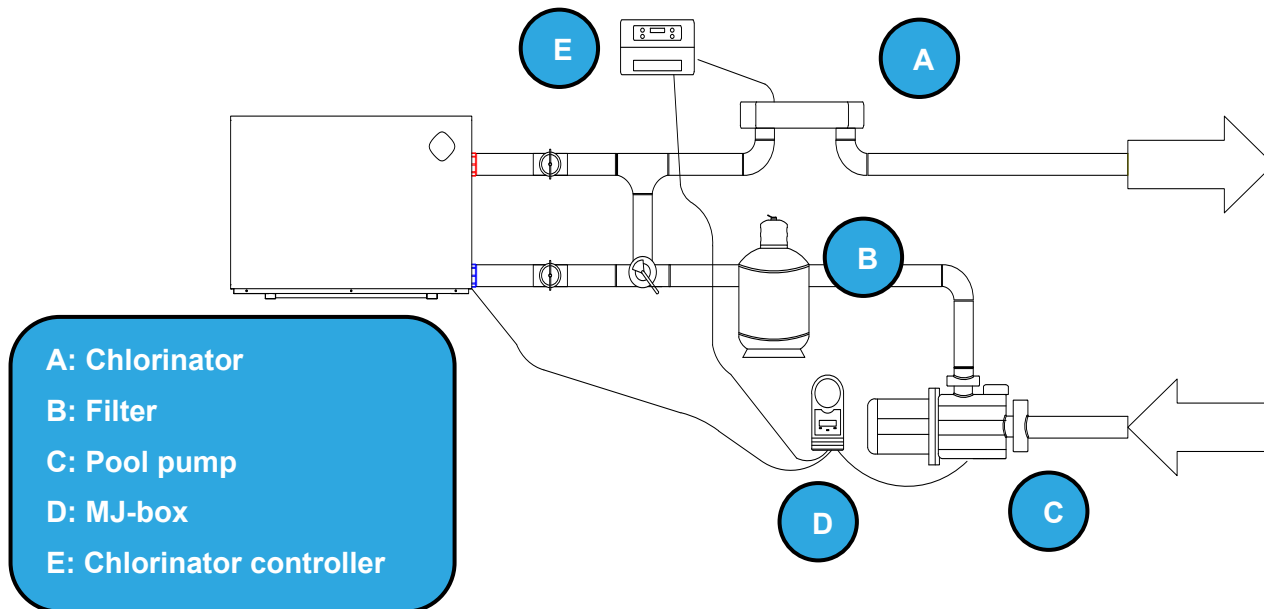 E
A
B
A: Chlorinator
B: Filter
C: Pool pump
D: MJ-box
E: Chlorinator controller
D
C